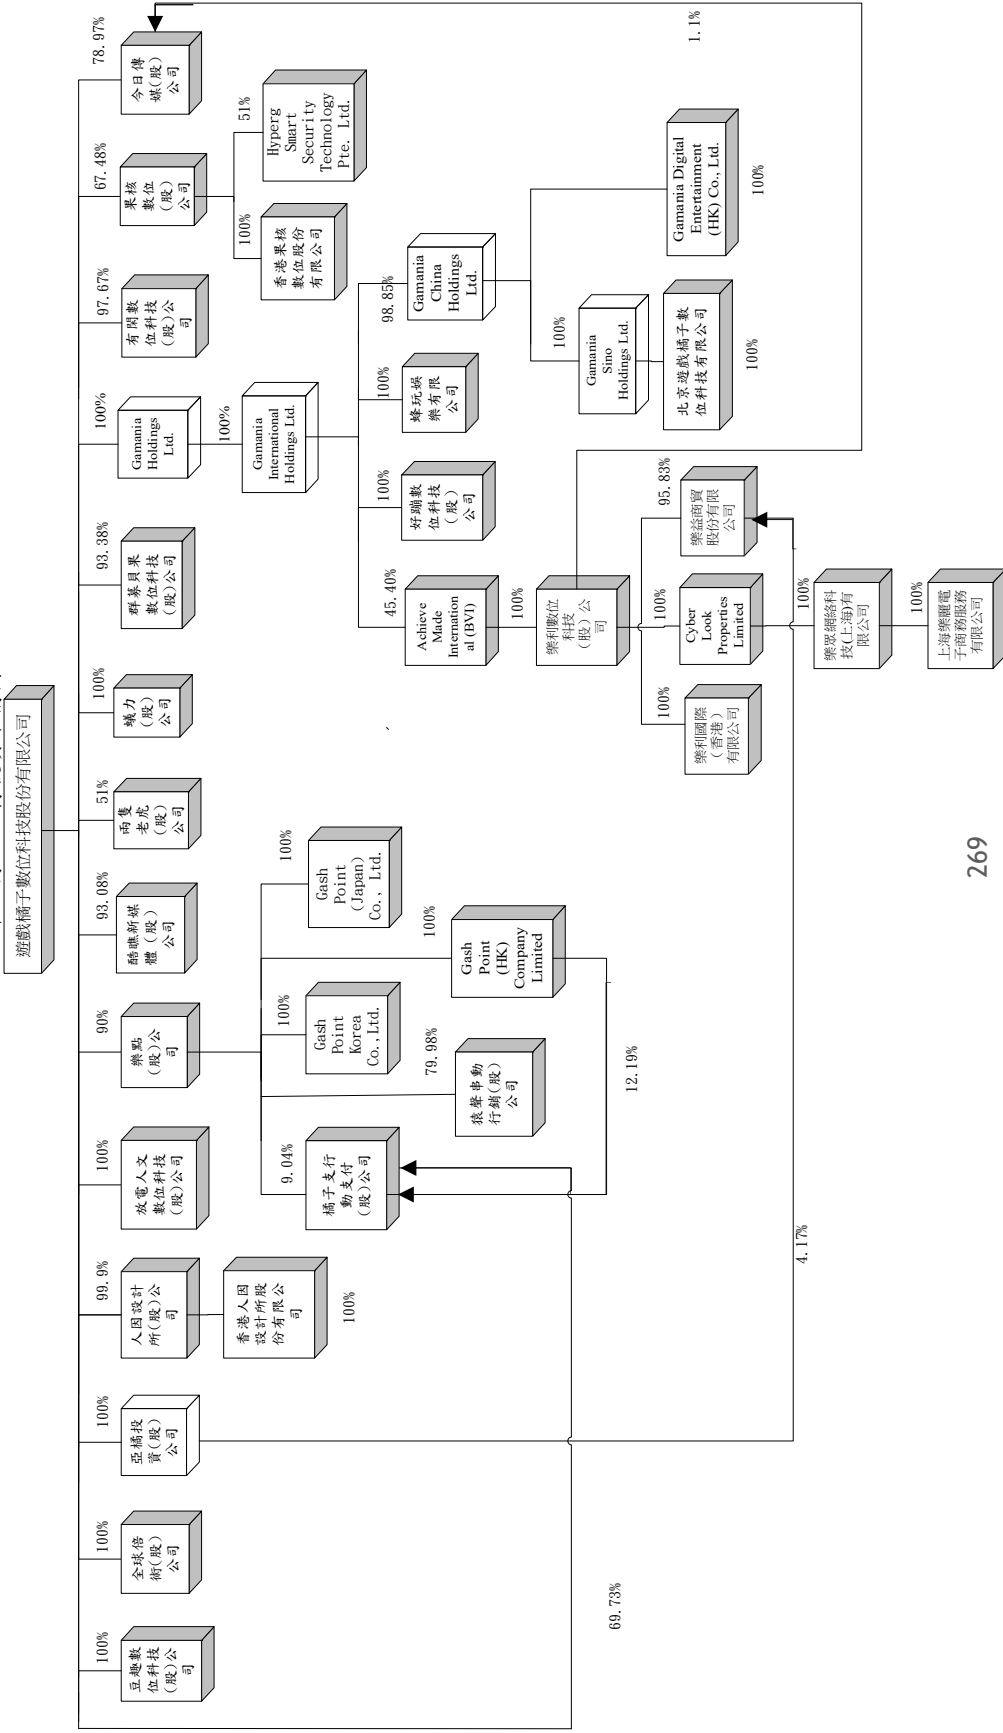 遊戲橘子數位科技股份有限公司
100%
豆趣數
位科技
(股)公
司
100%
全球倍
術(股)
公司
100%
亞橘投
資(股)
公司
99.9%
人因設計
所(股)公
司
香港人因
設計所股
份有限公
司
100%
100%
放電人文
數位科技
(股)公司
90%
樂點
(股)公
司
9.04%
橘子支行
動支付
(股)公司
79.98%
猿聲串動
行銷(股)
公司
100%
Gash
Point
Korea
Co.,Ltd.
100%
Gash
Point
(HK)
Company
Limited
100%
Gash
Point
(Japan)
Co., Ltd.
12.19%
69.73%
93.08%
酷瞧新媒
體（股）
公司
51%
兩隻
老虎
(股)
公司
100%
蟻力
(股)
公司
93.38%
群募貝果
數位科技
(股)公司
100%
Gamania
Holdings
Ltd.
100%
Gamania
International
Holdings Ltd.
45.40%
Achieve
Made
Internation
al (BVI)
100%
樂利數位
科技
（股）公
司
100%
樂利國際
（香港）
有限公司
100%
Cyber
Look
Properties
Limited
95.83%
樂益商貿
股份有限
公司
4.17%
100%
樂眾網絡科
技(上海)有
限公司
100%
上海樂麗電
子商務服務
有限公司
100%
好蹦數
位科技
（股）
公司
100%
蜂玩娛
樂有限
公司
98.85%
Gamania
China
Holdings
Ltd.
100%
Gamania
Sino
Holdings Ltd.
北京遊戲橘子數
位科技有限公司
100%
Gamania Digital
Entertainment
(HK) Co., Ltd.
100%
97.67%
有閑數
位科技
(股)公
司
67.48%
果核
數位
(股)
公司
100%
香港果核
數位股份
有限公司
51%
Hyperg
Smart
Security
Technology
Pte. Ltd.
78.97%
今日傳
媒(股)
公司
1.1%
269